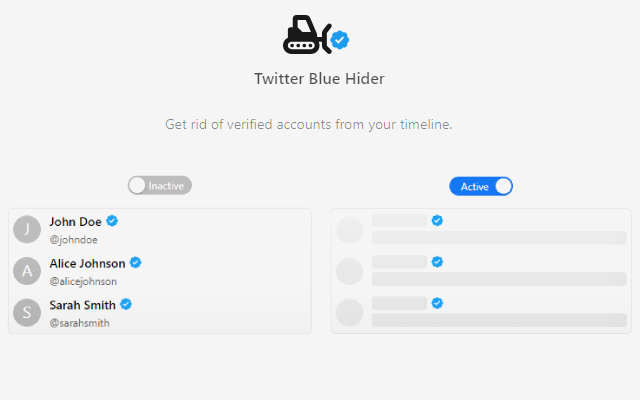 Twitter Blue Hider
Get rid of verified accounts from your timeline.
Inactive
Active
J
John Doe
@johndoe
A
Alice Johnson
@alicejohnson
S
Sarah Smith
@sarahsmith